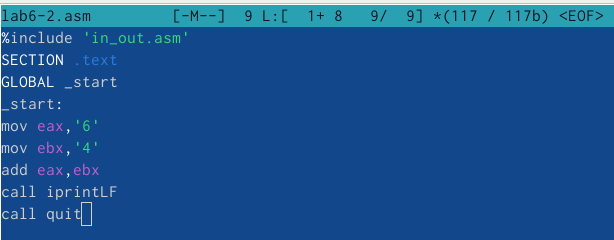 lab6-2.asm [-M--] 9 L:[ 1+ 8 9/ 9] *(117 / 117b) <EOF>
%include 'in_out.asm'
SECTION .text
GLOBAL _start
_start:
mov eax,'6'
mov ebx,'4'
add eax,ebx
call iprintLF
call quit